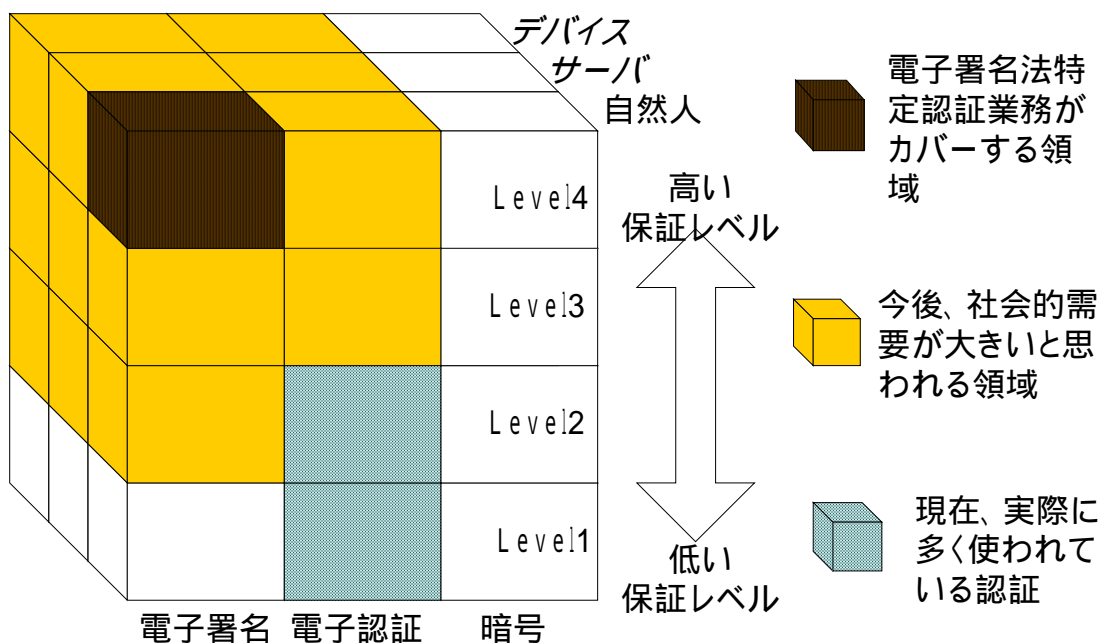 デバイス
サーバ
自然人
Level4
Level3
Level2
Level1
電子署名 電子認証 暗号
高い
保証レベル
低い
保証レベル
電子署名法特
定認証業務が
カバーする領
域
今後、社会的需
要が大きいと思
われる領域
現在、実際に
多く使われて
いる認証